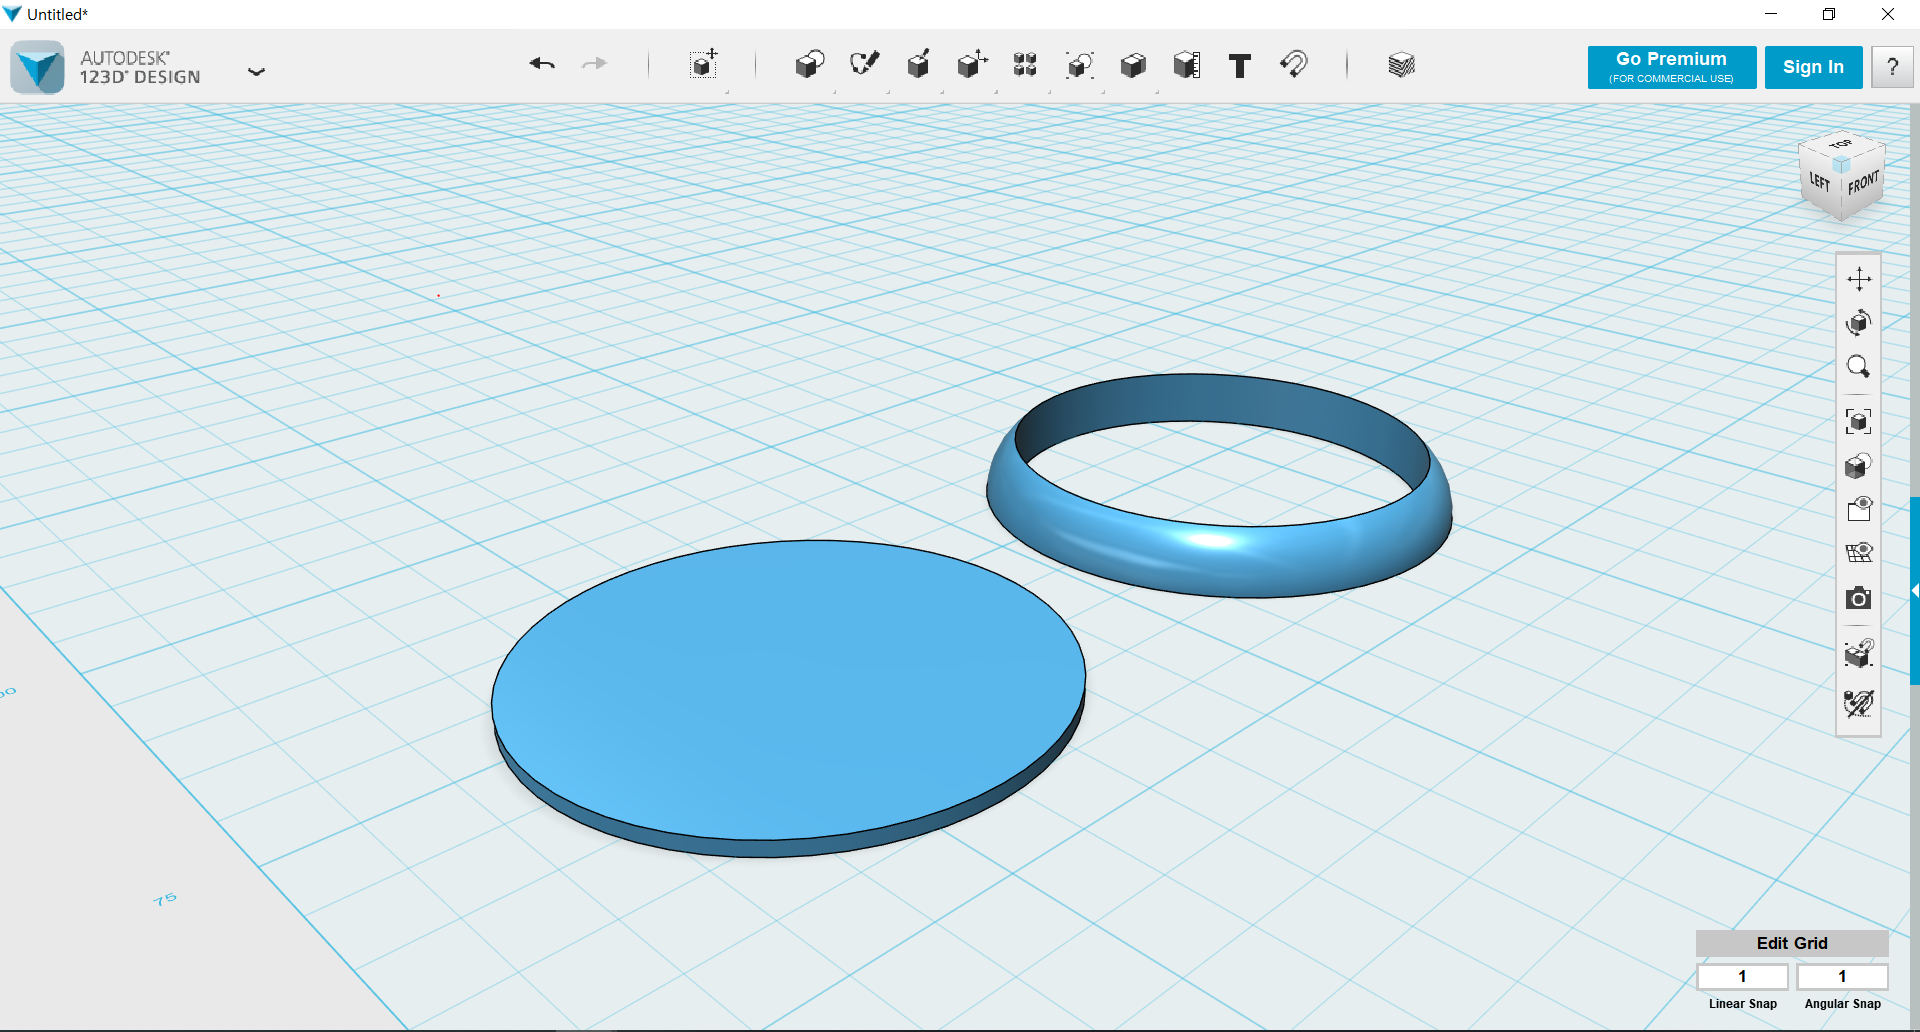 Untitled*
AUTODESK®
123D® DESIGN
Go Premium
(FOR COMMERCIAL USE)
Sign In
?
TOP
LEFT
FRONT
75
Edit Grid
1
1
Linear Snap
Angular Snap